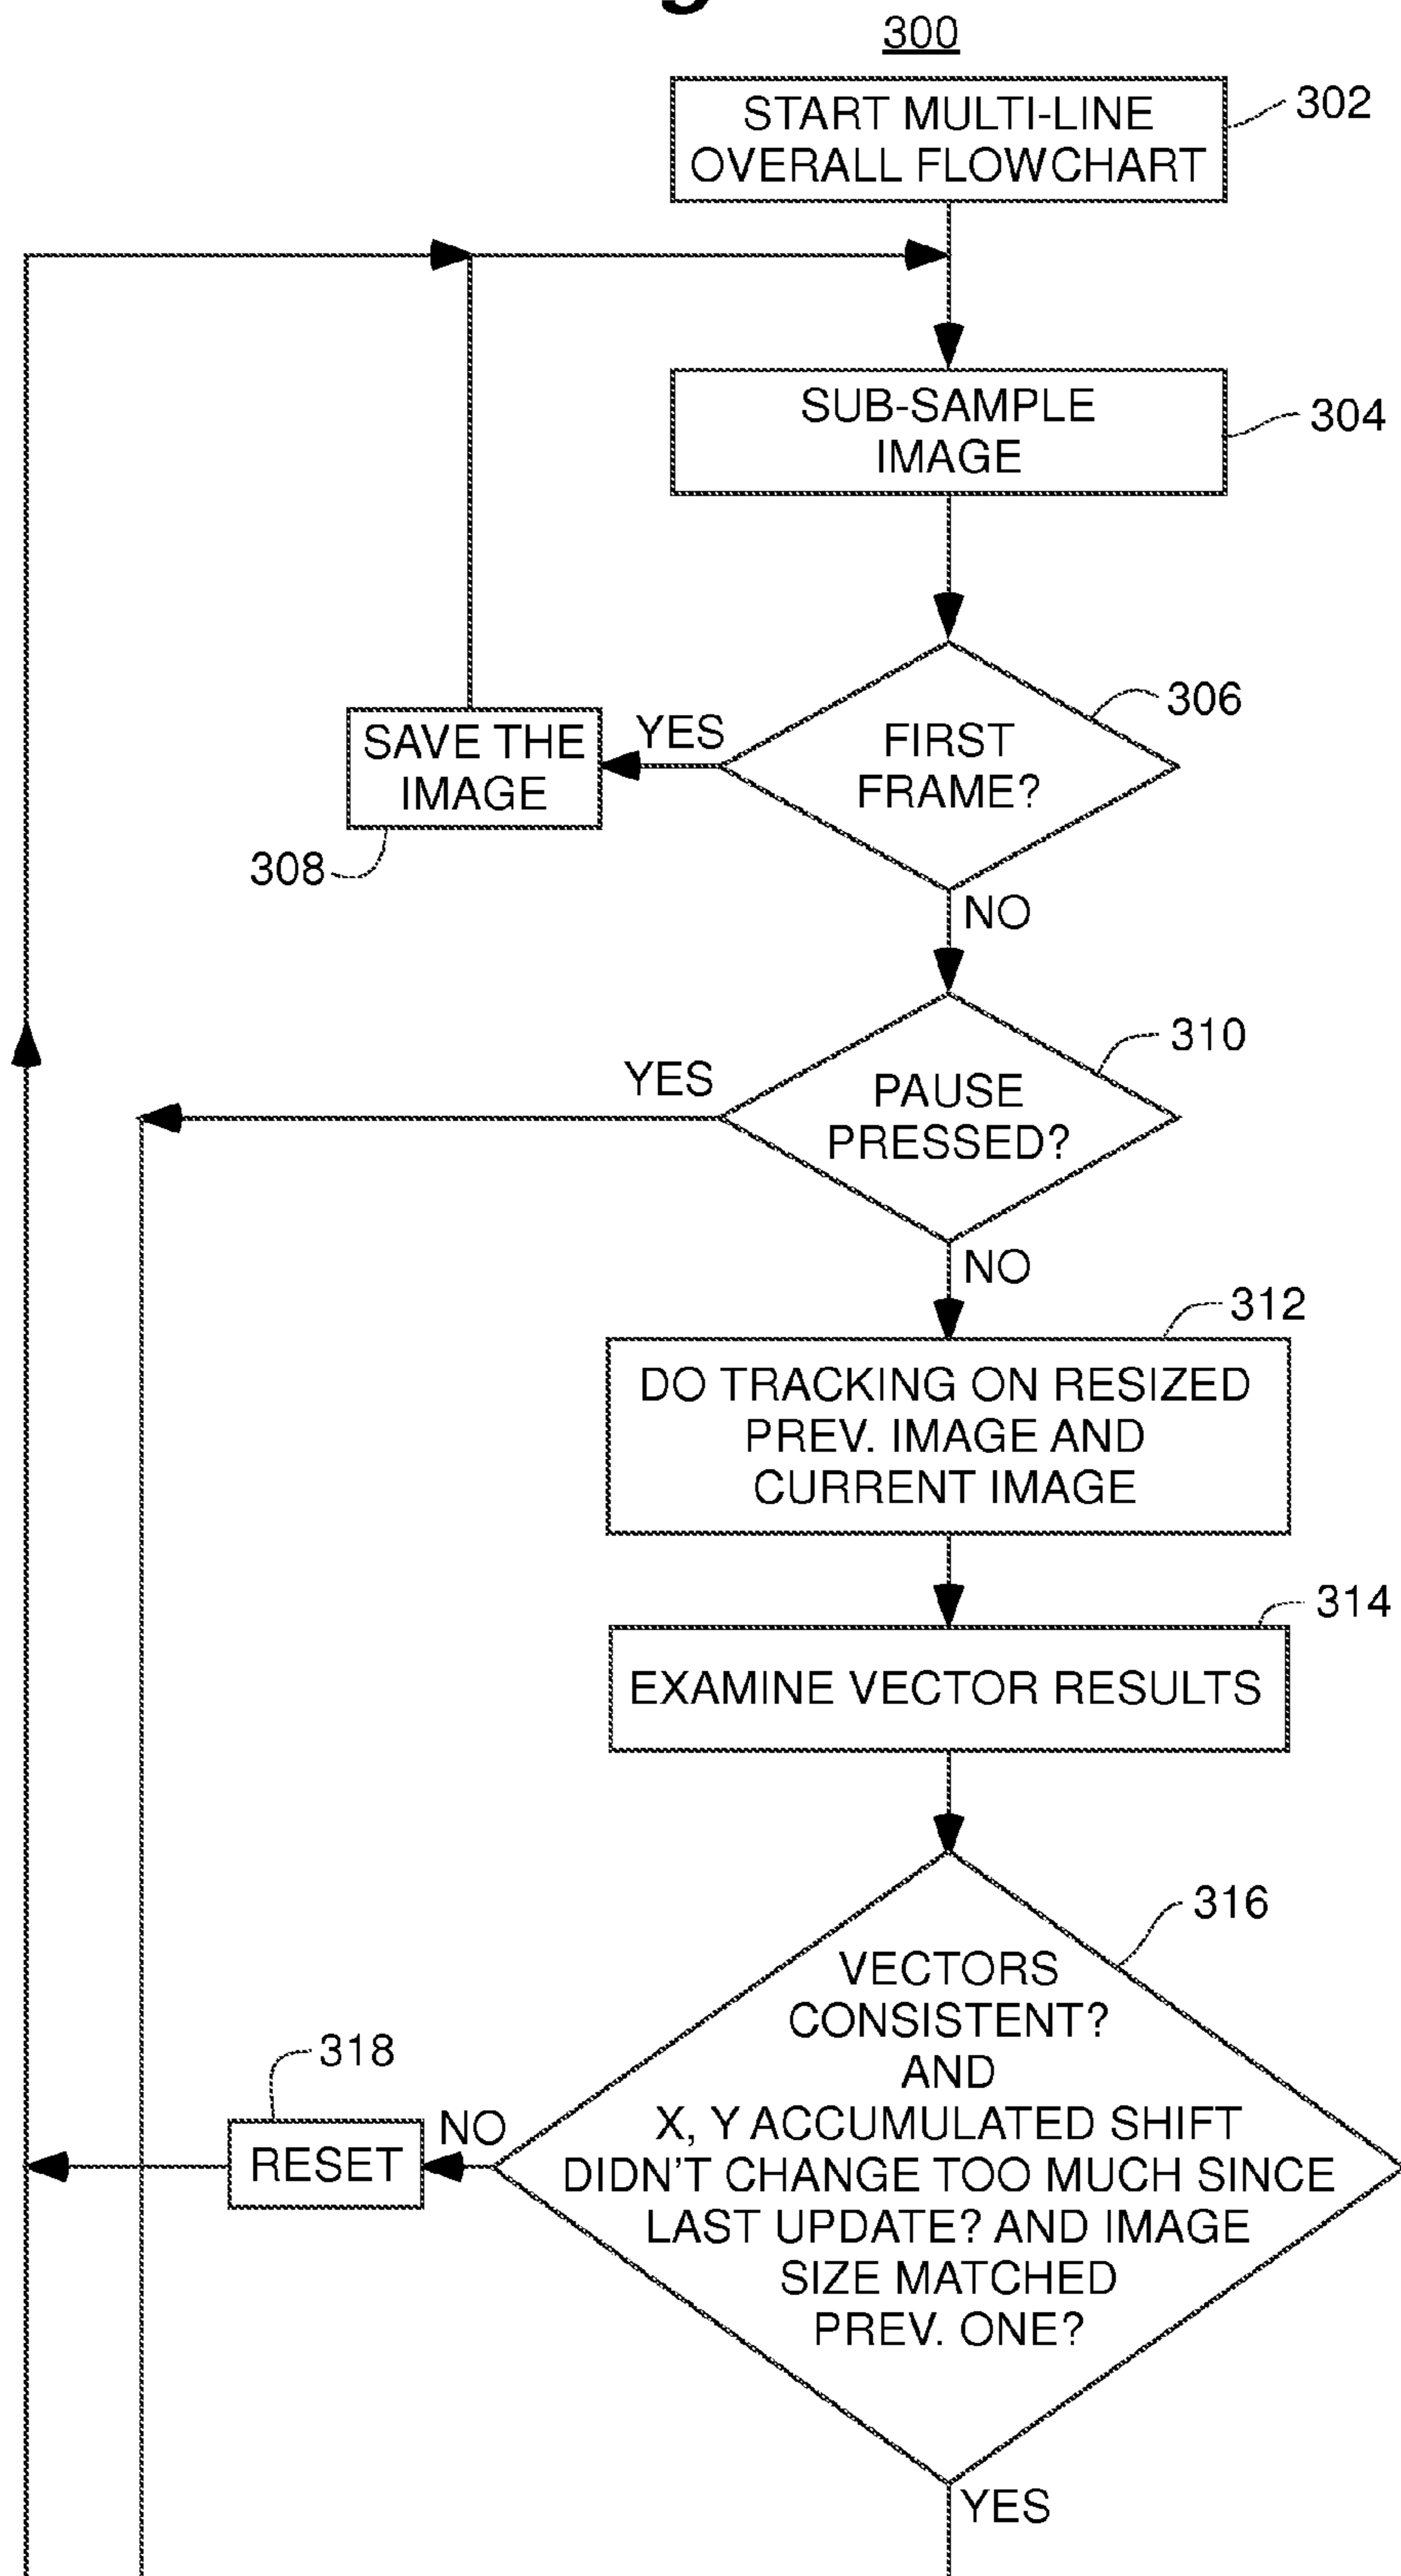 300
START MULTI-LINE
OVERALL FLOWCHART
302
SUB-SAMPLE
IMAGE
304
FIRST
FRAME?
306
YES
SAVE THE
IMAGE
308
NO
PAUSE
PRESSED?
310
YES
NO
312
DO TRACKING ON RESIZED
PREV. IMAGE AND
CURRENT IMAGE
314
EXAMINE VECTOR RESULTS
316
VECTORS
CONSISTENT?
AND
X, Y ACCUMULATED SHIFT
DIDN'T CHANGE TOO MUCH SINCE
LAST UPDATE? AND IMAGE
SIZE MATCHED
PREV. ONE?
318
NO
RESET
YES